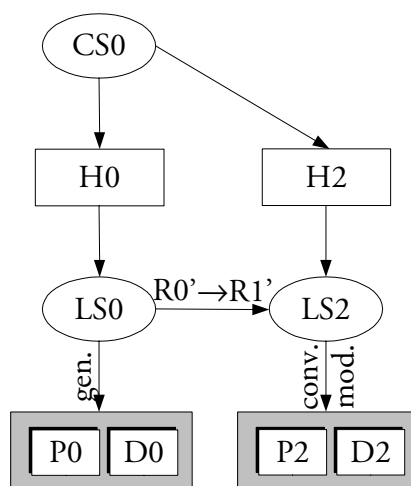 CS0
H0 H2
R0’→R1’
LS0 LS2
gen. conv. mod.
P0 D0 P2 D2